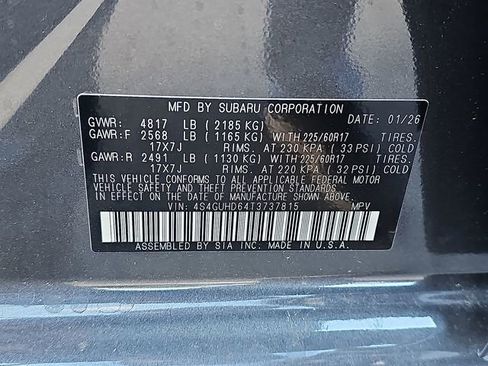 MFD BY SUBARU CORPORATION
GVWR: 4817 LB ( 2185 KG) DATE: 01/26
GAWR:F 2568 LB ( 1165 KG) WITH 225/60R17 TIRES.
17X7J RIMS. AT 230 KPA ( 33 PSI) COLD.
GAWR:R 2491 LB ( 1130 KG) WITH 225/60R17 TIRES.
17X7J RIMS. AT 220 KPA ( 32 PSI) COLD.
THIS VEHICLE CONFORMS TO ALL APPLICABLE FEDERAL MOTOR
VEHICLE SAFETY AND THEFT PREVENTION STANDARDS
IN EFFECT ON THE DATE OF MANUFACTURE SHOWN ABOVE.
VIN: 4S4GUHD64T3737815 MPV
ASSEMBLED BY SIA INC. MADE IN U.S.A.